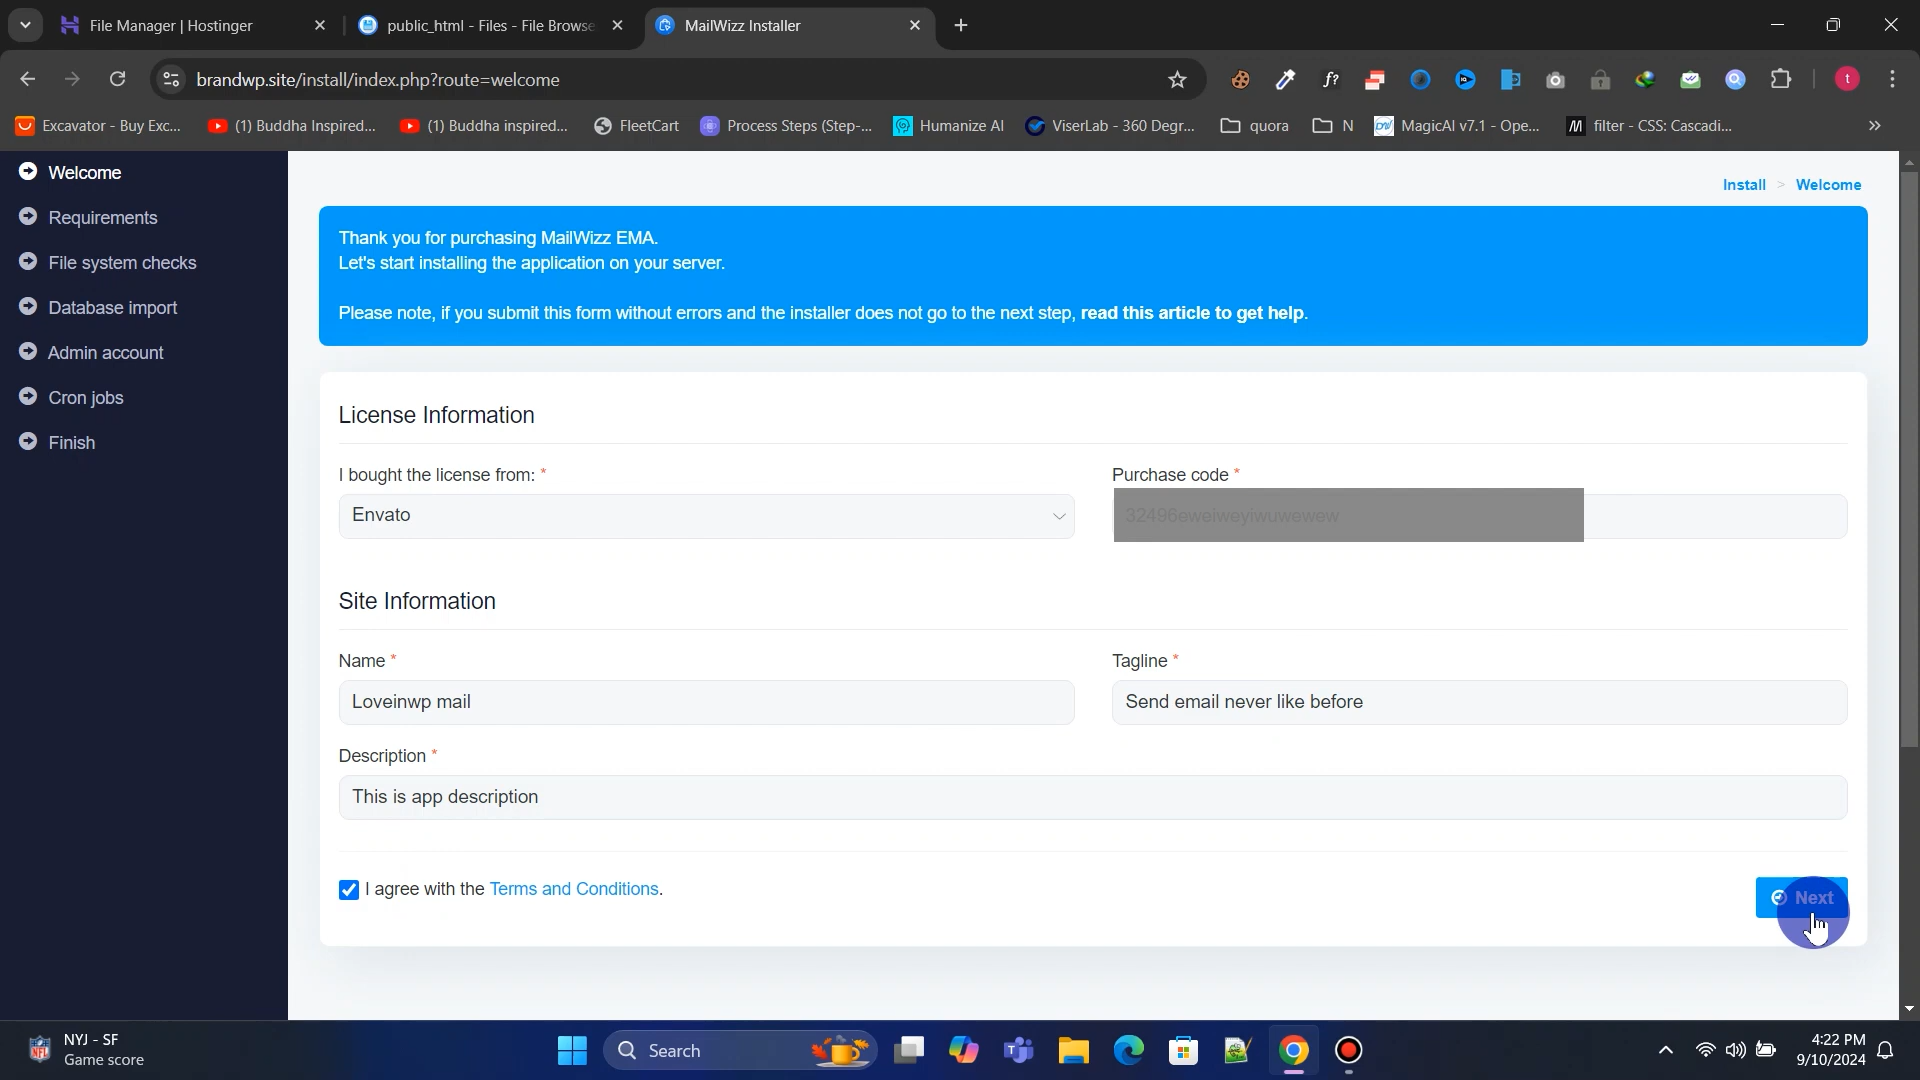 File Manager | Hostinger
public_html - Files - File Browse
MailWizz Installer
brandwp.site/install/index.php?route=welcome
f?
t
Excavator - Buy Exc...
(1) Buddha Inspired...
(1) Buddha inspired...
FleetCart
Process Steps (Step-...
Humanize AI
ViserLab - 360 Degr...
quora
N
MagicAI v7.1 - Ope...
filter - CSS: Cascadi...
Welcome
Requirements
File system checks
Database import
Admin account
Cron jobs
Finish
Install > Welcome
Thank you for purchasing MailWizz EMA.
Let's start installing the application on your server.
Please note, if you submit this form without errors and the installer does not go to the next step, read this article to get help.
License Information
I bought the license from: *
Purchase code *
Envato
32496eweiweyiwuwewew
Site Information
Name *
Tagline *
Loveinwp mail
Send email never like before
Description *
This is app description
I agree with the Terms and Conditions.
Next
NYJ - SF
Game score
Search
4:22 PM
9/10/2024